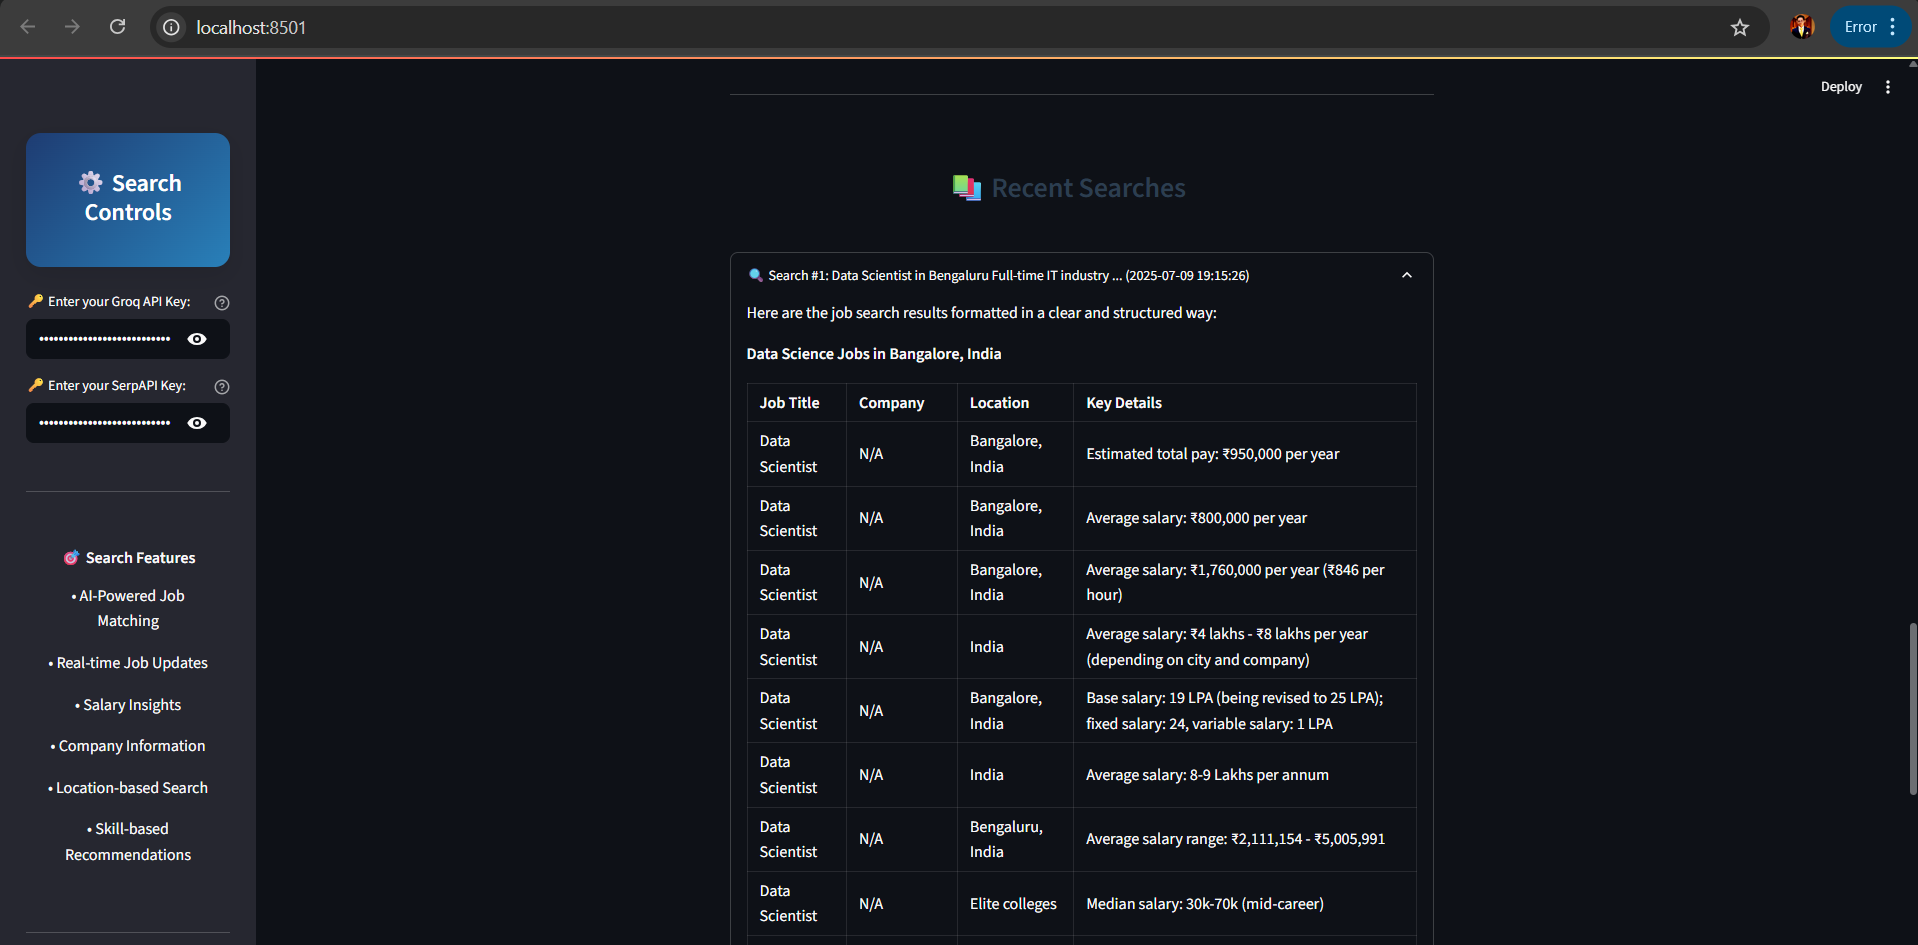 localhost:8501
Error
Deploy
Search
Controls
Enter your Groq API Key:
Enter your SerpAPI Key:
Search Features
• AI-Powered Job
Matching
• Real-time Job Updates
• Salary Insights
• Company Information
• Location-based Search
• Skill-based
Recommendations
Recent Searches
Search #1: Data Scientist in Bengaluru Full-time IT industry ... (2025-07-09 19:15:26)
Here are the job search results formatted in a clear and structured way:
Data Science Jobs in Bangalore, India
Job Title Company Location Key Details
Data Scientist N/A Bangalore, India Estimated total pay: ₹950,000 per year
Data Scientist N/A Bangalore, India Average salary: ₹800,000 per year
Data Scientist N/A Bangalore, India Average salary: ₹1,760,000 per year (₹846 per hour)
Data Scientist N/A India Average salary: ₹4 lakhs - ₹8 lakhs per year (depending on city and company)
Data Scientist N/A Bangalore, India Base salary: 19 LPA (being revised to 25 LPA); fixed salary: 24, variable salary: 1 LPA
Data Scientist N/A India Average salary: 8-9 Lakhs per annum
Data Scientist N/A Bengaluru, India Average salary range: ₹2,111,154 - ₹5,005,991
Data Scientist N/A Elite colleges Median salary: 30k-70k (mid-career)